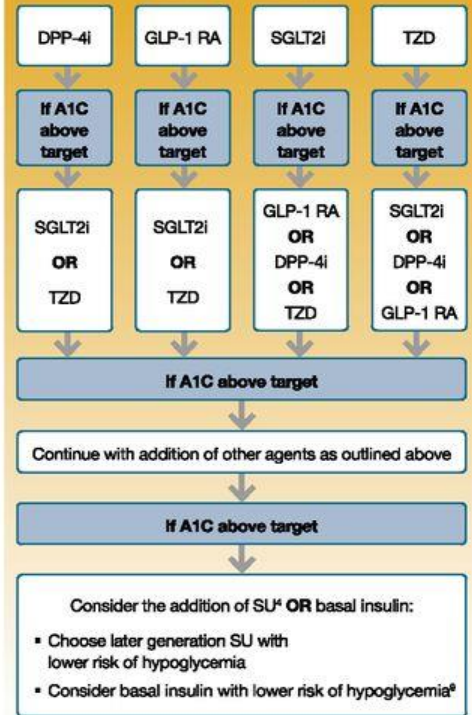 DPP-4i
GLP-1 RA
SGLT2i
TZD
If A1C
above
target
If A1C
above
target
If A1C
above
target
If A1C
above
target
SGLT2i
OR
TZD
SGLT2i
OR
TZD
GLP-1 RA
OR
DPP-4i
OR
TZD
SGLT2i
OR
DPP-4i
OR
GLP-1 RA
If A1C above target
Continue with addition of other agents as outlined above
If A1C above target
Consider the addition of SU⁴ OR basal insulin:
▪ Choose later generation SU with
lower risk of hypoglycemia
▪ Consider basal insulin with lower risk of hypoglycemia